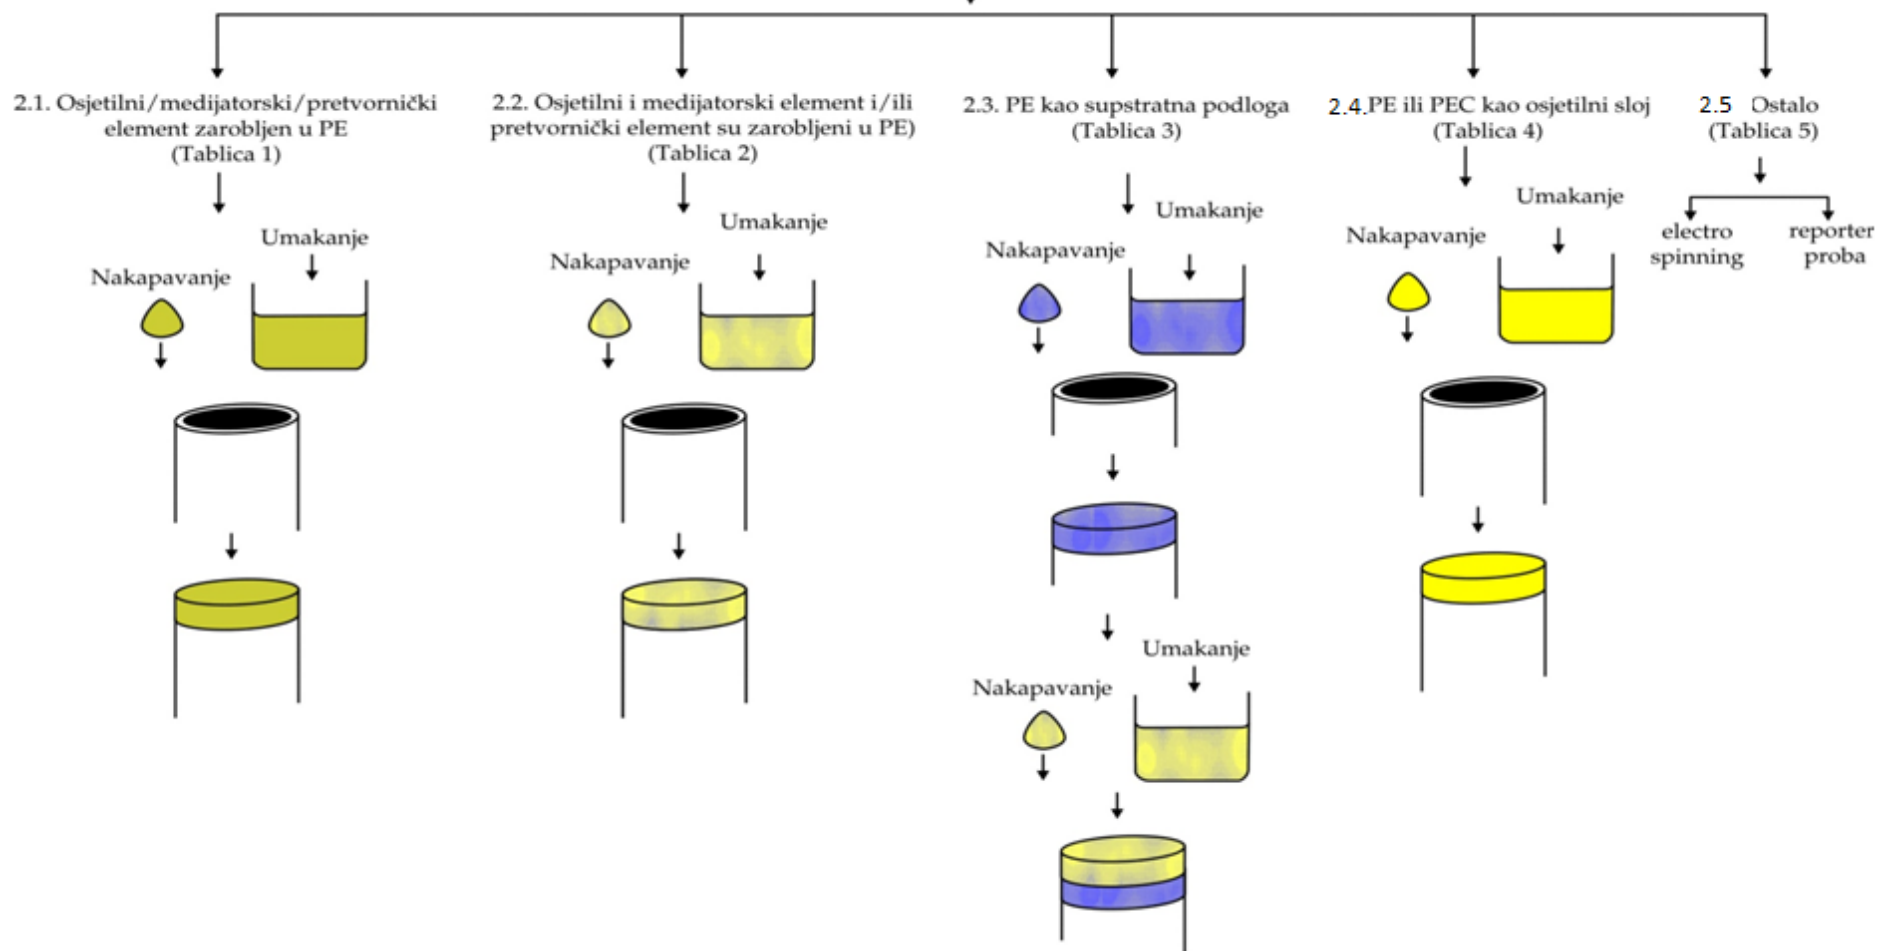 2.1. Osjetilni/medijatorski/pretvornički
element zarobljen u PE
(Tablica 1)
Umakanje
Nakapavanje
2.2. Osjetilni i medijatorski element i/ili
pretvornički element su zarobljeni u PE)
(Tablica 2)
Umakanje
Nakapavanje
2.3. PE kao supstratna podloga
(Tablica 3)
Umakanje
Nakapavanje
Umakanje
Nakapavanje
2.4.PE ili PEC kao osjetilni sloj
(Tablica 4)
Umakanje
Nakapavanje
2.5 Ostalo
(Tablica 5)
electro
spinning
reporter
proba